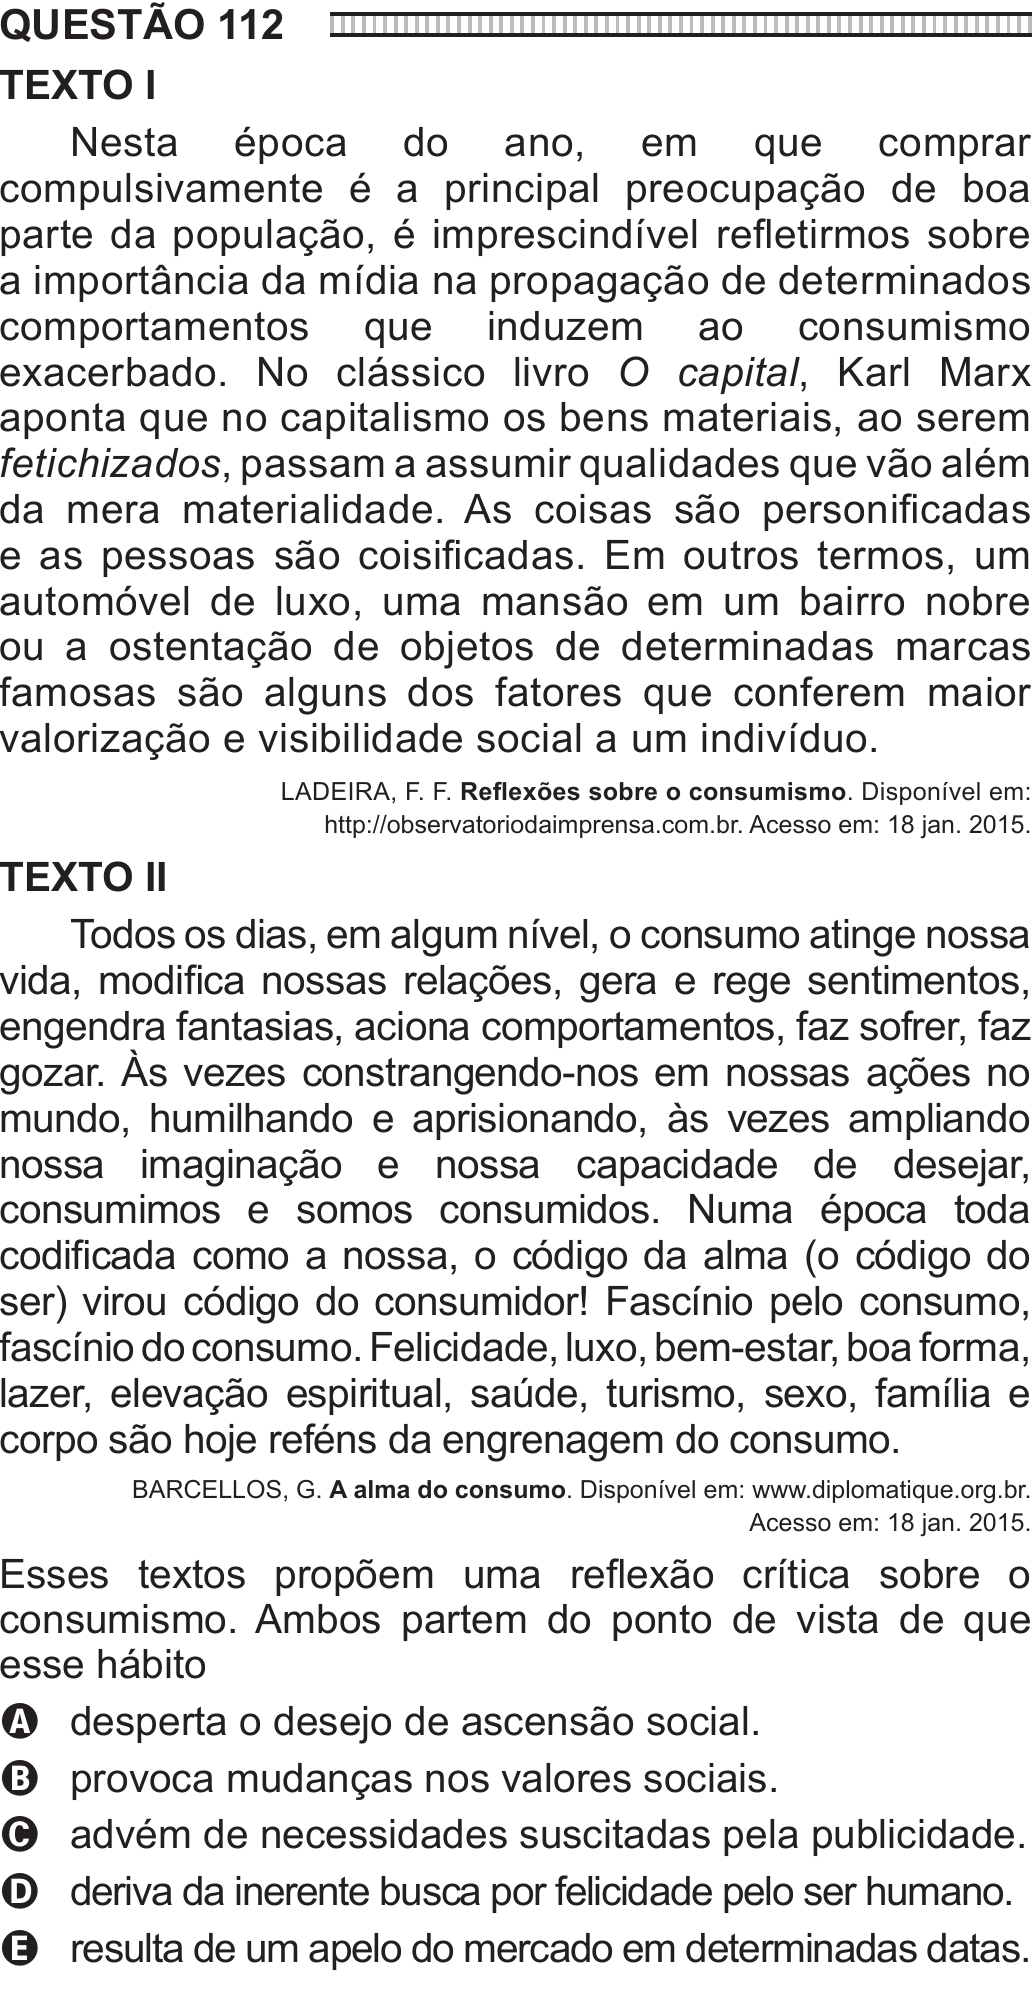 QUESTÃO 112
TEXTO I
Nesta época do ano, em que comprar
compulsivamente é a principal preocupação de boa
parte da população, é imprescindível refletirmos sobre
a importância da mídia na propagação de determinados
comportamentos que induzem ao consumismo
exacerbado. No clássico livro O capital, Karl Marx
aponta que no capitalismo os bens materiais, ao serem
fetichizados, passam a assumir qualidades que vão além
da mera materialidade. As coisas são personificadas
e as pessoas são coisificadas. Em outros termos, um
automóvel de luxo, uma mansão em um bairro nobre
ou a ostentação de objetos de determinadas marcas
famosas são alguns dos fatores que conferem maior
valorização e visibilidade social a um indivíduo.
LADEIRA, F. F. Reflexões sobre o consumismo. Disponível em:
http://observatoriodaimprensa.com.br. Acesso em: 18 jan. 2015.
TEXTO II
Todos os dias, em algum nível, o consumo atinge nossa
vida, modifica nossas relações, gera e rege sentimentos,
engendra fantasias, aciona comportamentos, faz sofrer, faz
gozar. Às vezes constrangendo-nos em nossas ações no
mundo, humilhando e aprisionando, às vezes ampliando
nossa imaginação e nossa capacidade de desejar,
consumimos e somos consumidos. Numa época toda
codificada como a nossa, o código da alma (o código do
ser) virou código do consumidor! Fascínio pelo consumo,
fascínio do consumo. Felicidade, luxo, bem-estar, boa forma,
lazer, elevação espiritual, saúde, turismo, sexo, família e
corpo são hoje reféns da engrenagem do consumo.
BARCELLOS, G. A alma do consumo. Disponível em: www.diplomatique.org.br.
Acesso em: 18 jan. 2015.
Esses textos propõem uma reflexão crítica sobre o
consumismo. Ambos partem do ponto de vista de que
esse hábito
A desperta o desejo de ascensão social.
B provoca mudanças nos valores sociais.
C advém de necessidades suscitadas pela publicidade.
D deriva da inerente busca por felicidade pelo ser humano.
E resulta de um apelo do mercado em determinadas datas.